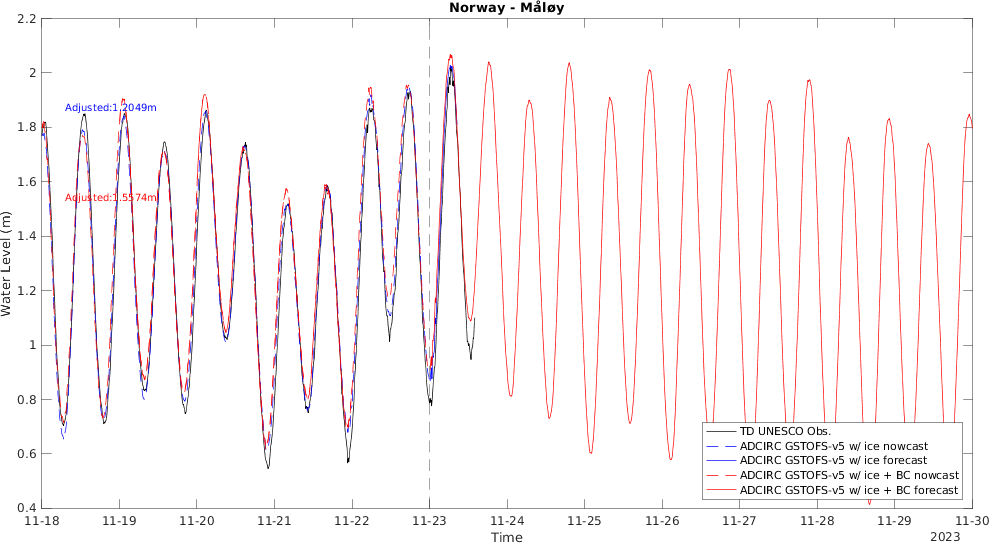 Norway - Måløy
2.2
2
1.8
1.6
1.4
1.2
1
0.8
0.6
0.4
Water Level (m)
Adjusted:1.2049m
Adjusted:1.5574m
TD UNESCO Obs.
ADCIRC GSTOFS-v5 w/ ice nowcast
ADCIRC GSTOFS-v5 w/ ice forecast
ADCIRC GSTOFS-v5 w/ ice + BC nowcast
ADCIRC GSTOFS-v5 w/ ice + BC forecast
11-18 11-19 11-20 11-21 11-22 11-23 11-24 11-25 11-26 11-27 11-28 11-29 11-30
Time
2023